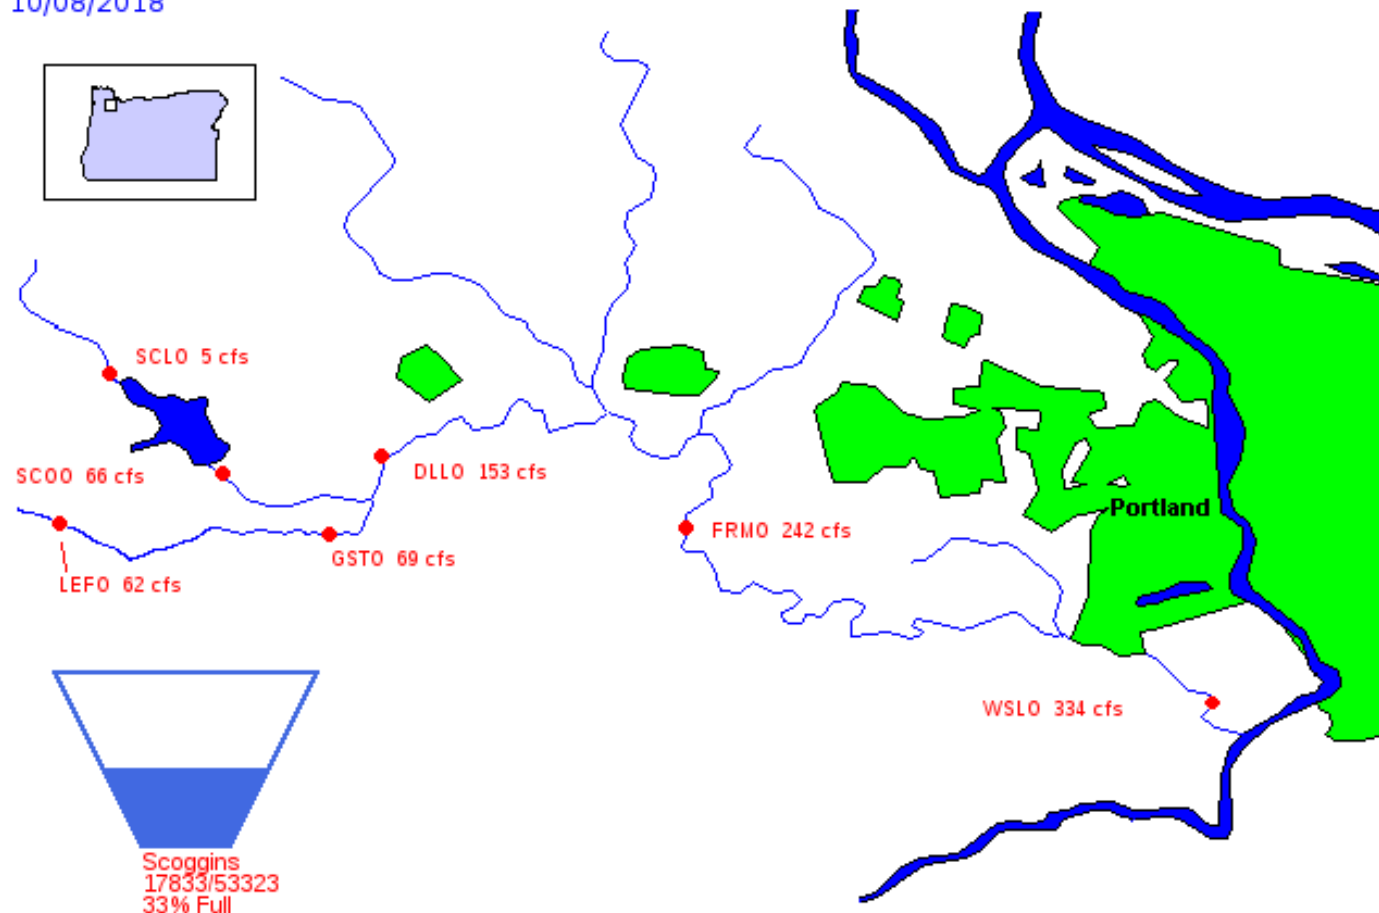 10/08/2018
SCLO 5 cfs
SCOO 66 cfs
DLLO 153 cfs
GSTO 69 cfs
LEFO 62 cfs
FRMO 242 cfs
Portland
WSLO 334 cfs
Scoggins
17833/53323
33% Full